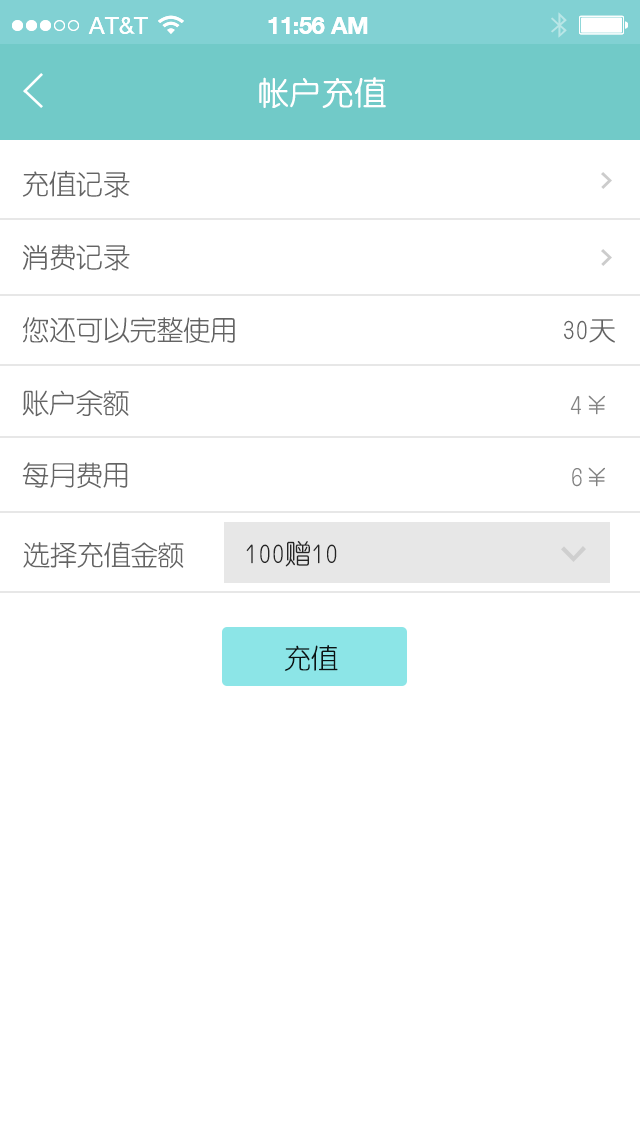 AT&T 11:56 AM
帐户充值
充值记录
消费记录
您还可以完整使用 30天
账户余额 4¥
每月费用 6¥
选择充值金额 100赠10
充值